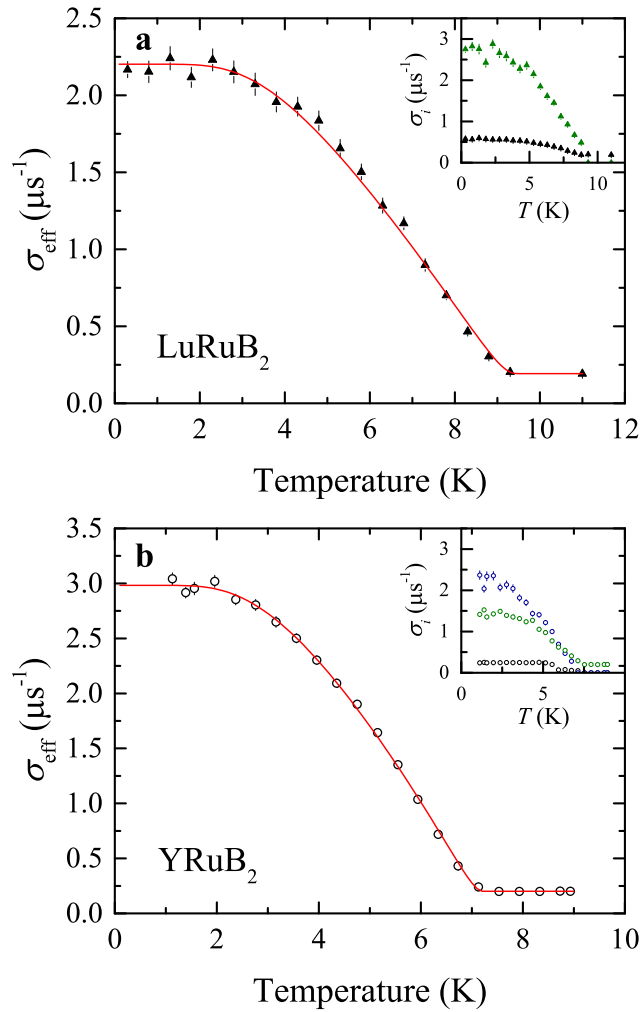 a
2.5
2.0
1.5
1.0
0.5
0.0
σeff (μs⁻¹)
0 2 4 6 8 10 12
Temperature (K)
LuRuB₂
3
2
1
0
σi (μs⁻¹)
0 5 10
T (K)
b
3.5
3.0
2.5
2.0
1.5
1.0
0.5
0.0
σeff (μs⁻¹)
0 2 4 6 8 10
Temperature (K)
YRuB₂
3
2
1
0
σi (μs⁻¹)
0 5
T (K)